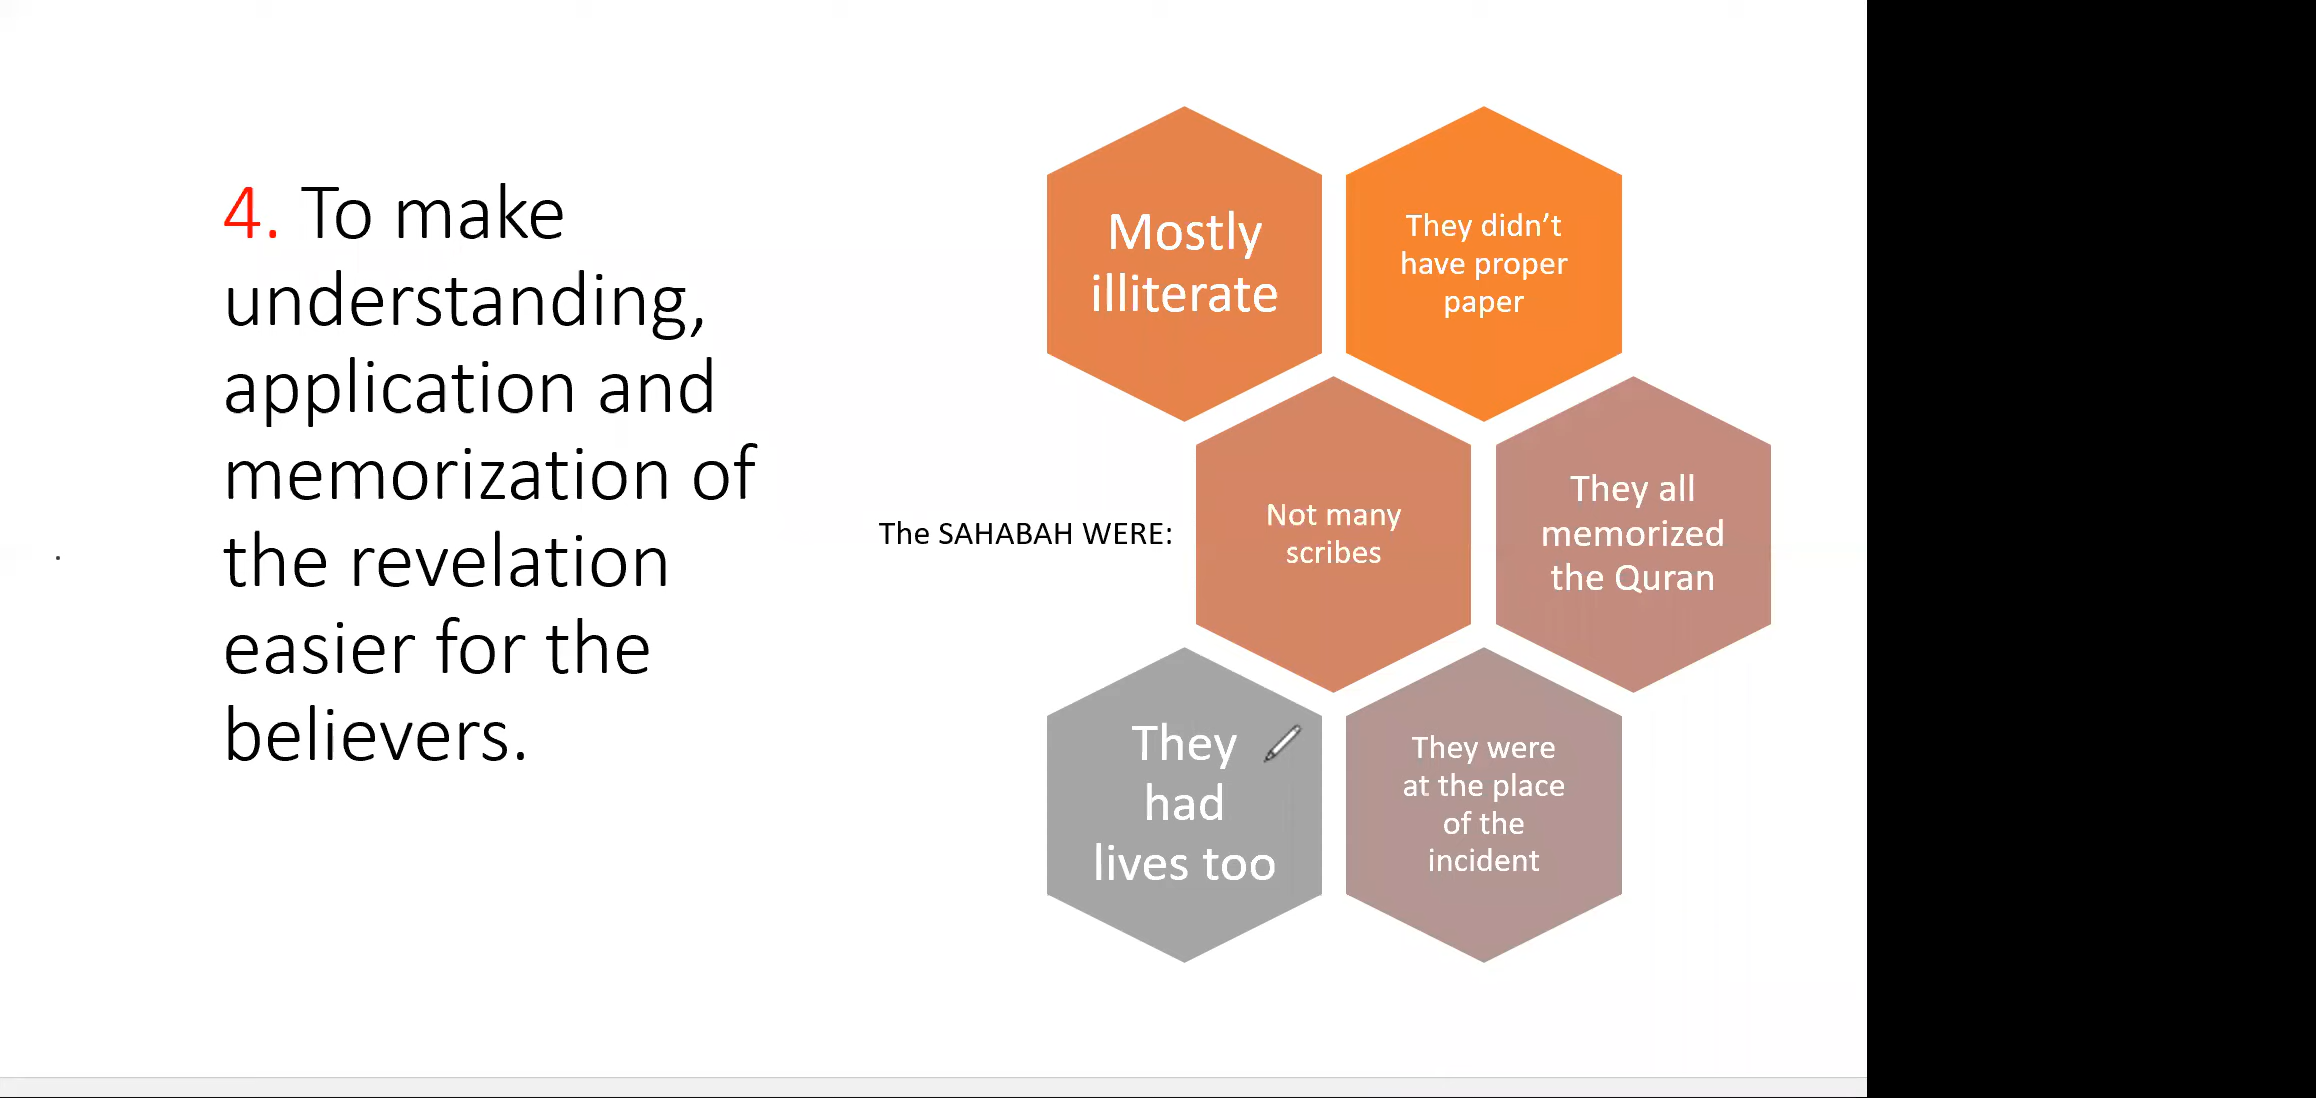 4. To make
understanding,
application and
memorization of
the revelation
easier for the
believers.
The SAHABAH WERE:
Mostly
illiterate
They didn’t
have proper
paper
Not many
scribes
They all
memorized
the Quran
They
had
lives too
They were
at the place
of the
incident